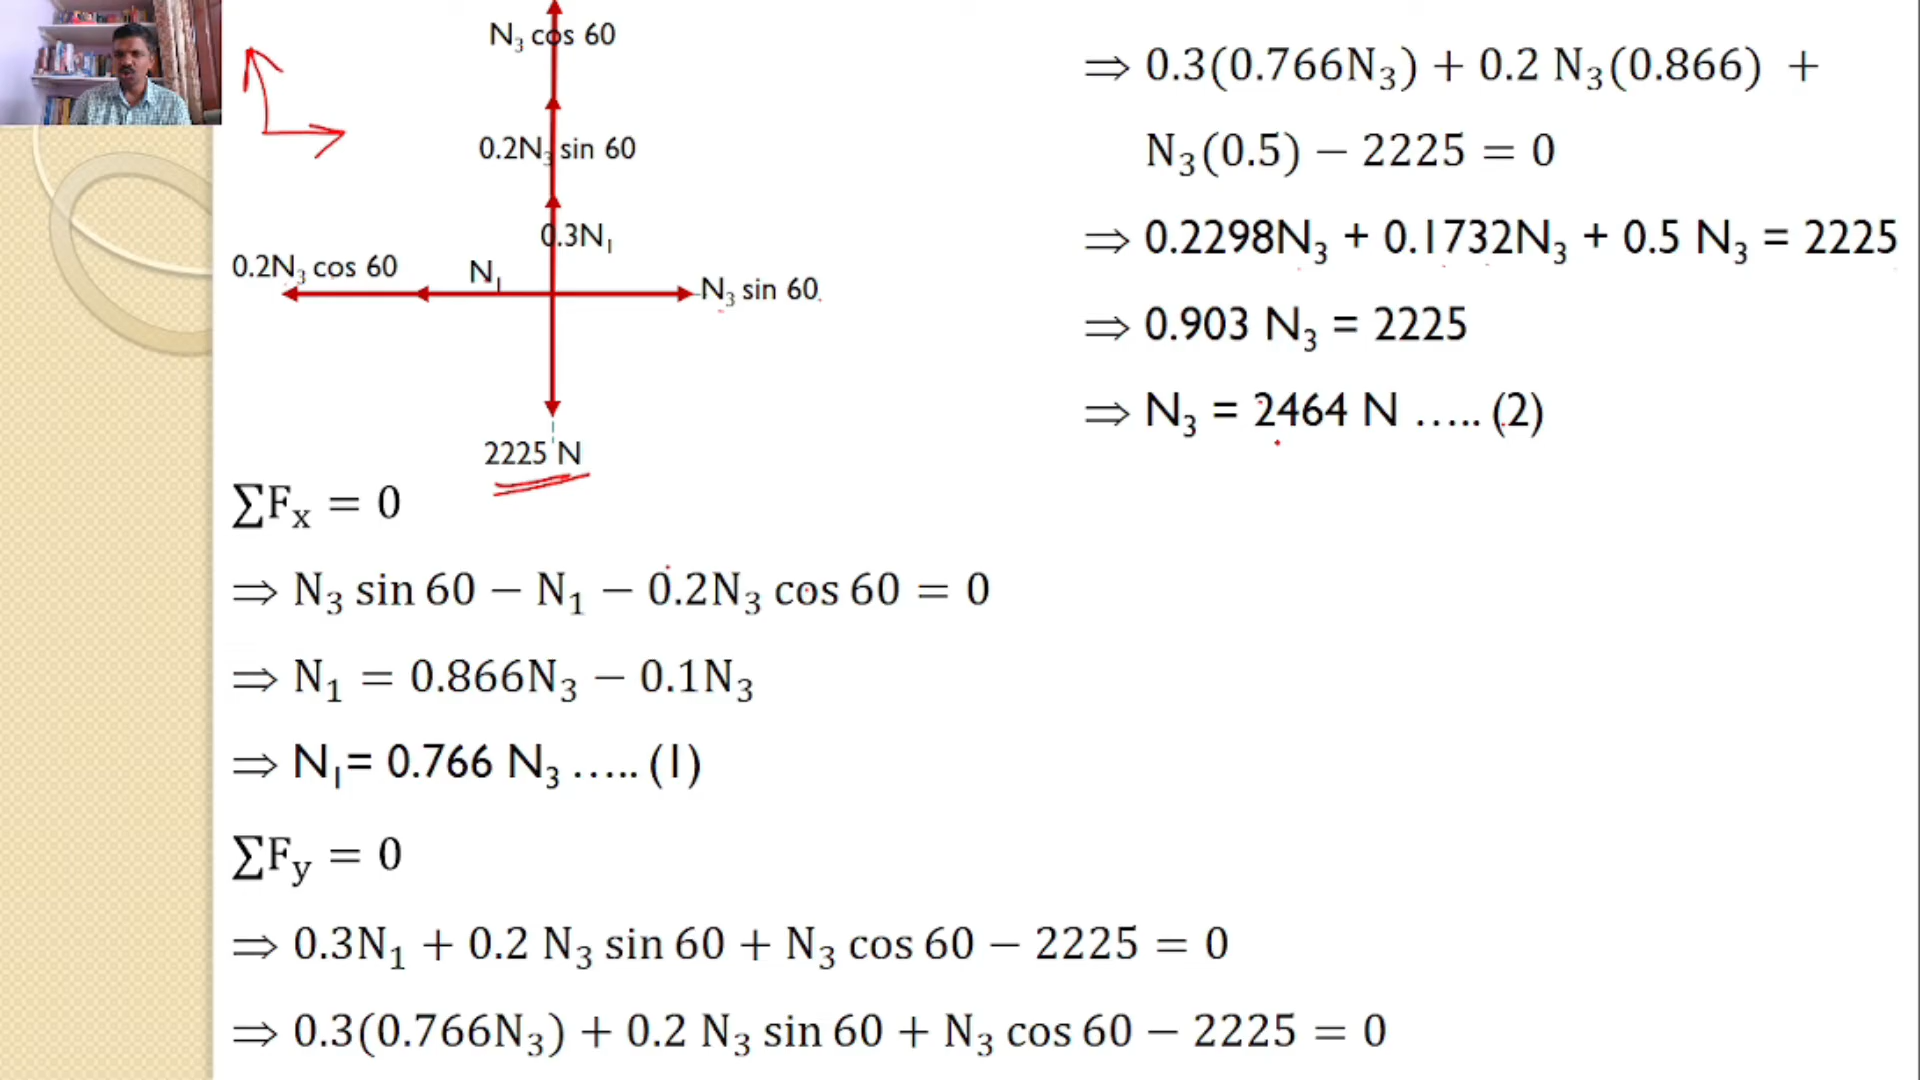 N₃ cos 60
0.2N₃ sin 60
0.3N₁
0.2N₃ cos 60
N₁
N₃ sin 60
2225 N
∑Fₓ = 0
⇒ N₃ sin 60 − N₁ − 0.2N₃ cos 60 = 0
⇒ N₁ = 0.866N₃ − 0.1N₃
⇒ N₁= 0.766 N₃ ..... (1)
∑Fy = 0
⇒ 0.3N₁ + 0.2 N₃ sin 60 + N₃ cos 60 − 2225 = 0
⇒ 0.3(0.766N₃) + 0.2 N₃ sin 60 + N₃ cos 60 − 2225 = 0
⇒ 0.3(0.766N₃) + 0.2 N₃(0.866) +
N₃(0.5) − 2225 = 0
⇒ 0.2298N₃ + 0.1732N₃ + 0.5 N₃ = 2225
⇒ 0.903 N₃ = 2225
⇒ N₃ = 2464 N ..... (2)